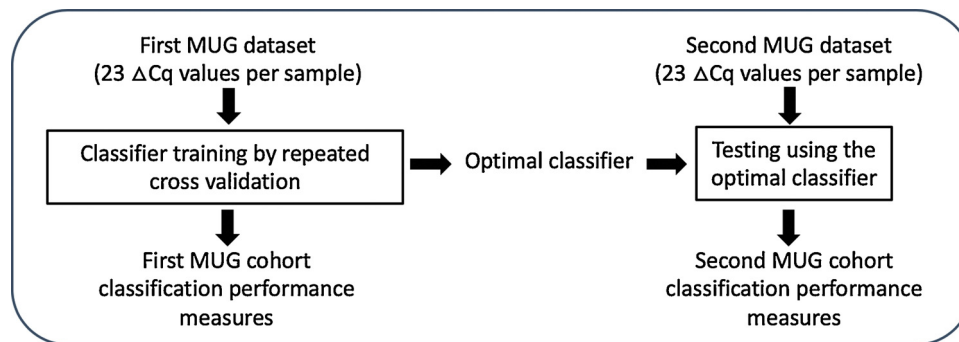 First MUG dataset
(23 △Cq values per sample)
Classifier training by repeated
cross validation
First MUG cohort
classification performance
measures
Optimal classifier
Second MUG dataset
(23 △Cq values per sample)
Testing using the
optimal classifier
Second MUG cohort
classification performance
measures